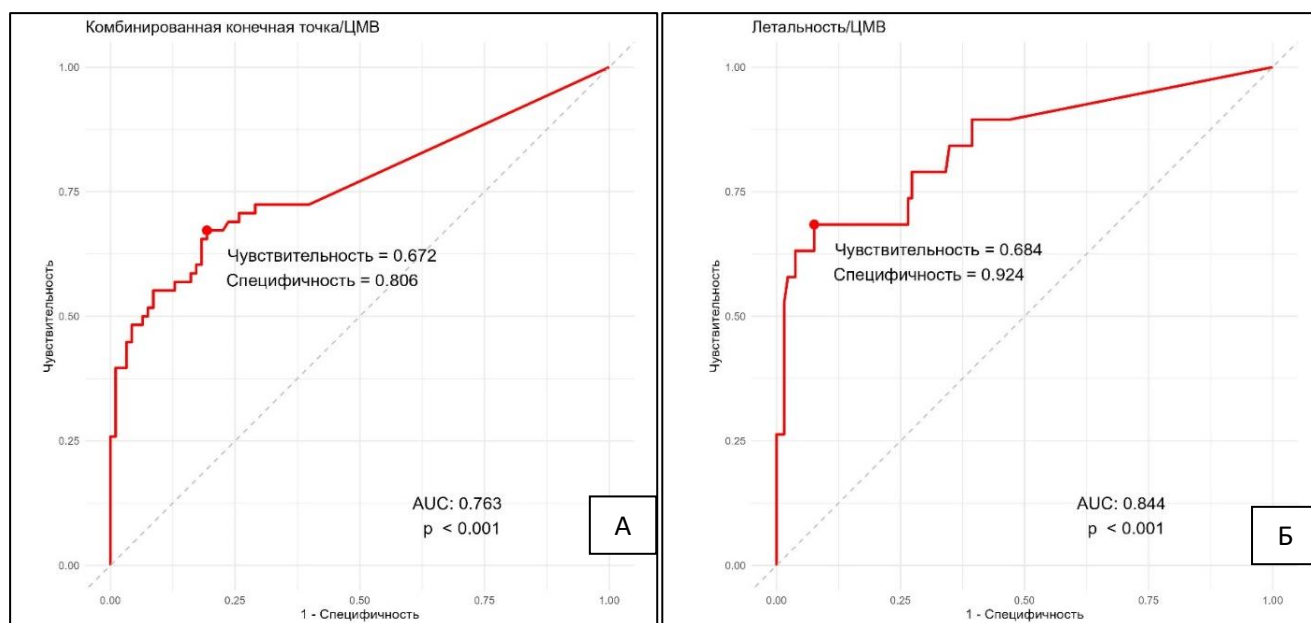 Комбинированная конечная точка/ЦМВ
1.00
0.75
0.50
0.25
0.00
Чувствительность
Чувствительность = 0.672
Специфичность = 0.806
AUC: 0.763
p < 0.001
А
0.00
0.25
0.50
0.75
1.00
1 - Специфичность
Летальность/ЦМВ
1.00
0.75
0.50
0.25
0.00
Чувствительность
Чувствительность = 0.684
Специфичность = 0.924
AUC: 0.844
p < 0.001
Б
0.00
0.25
0.50
0.75
1.00
1 - Специфичность